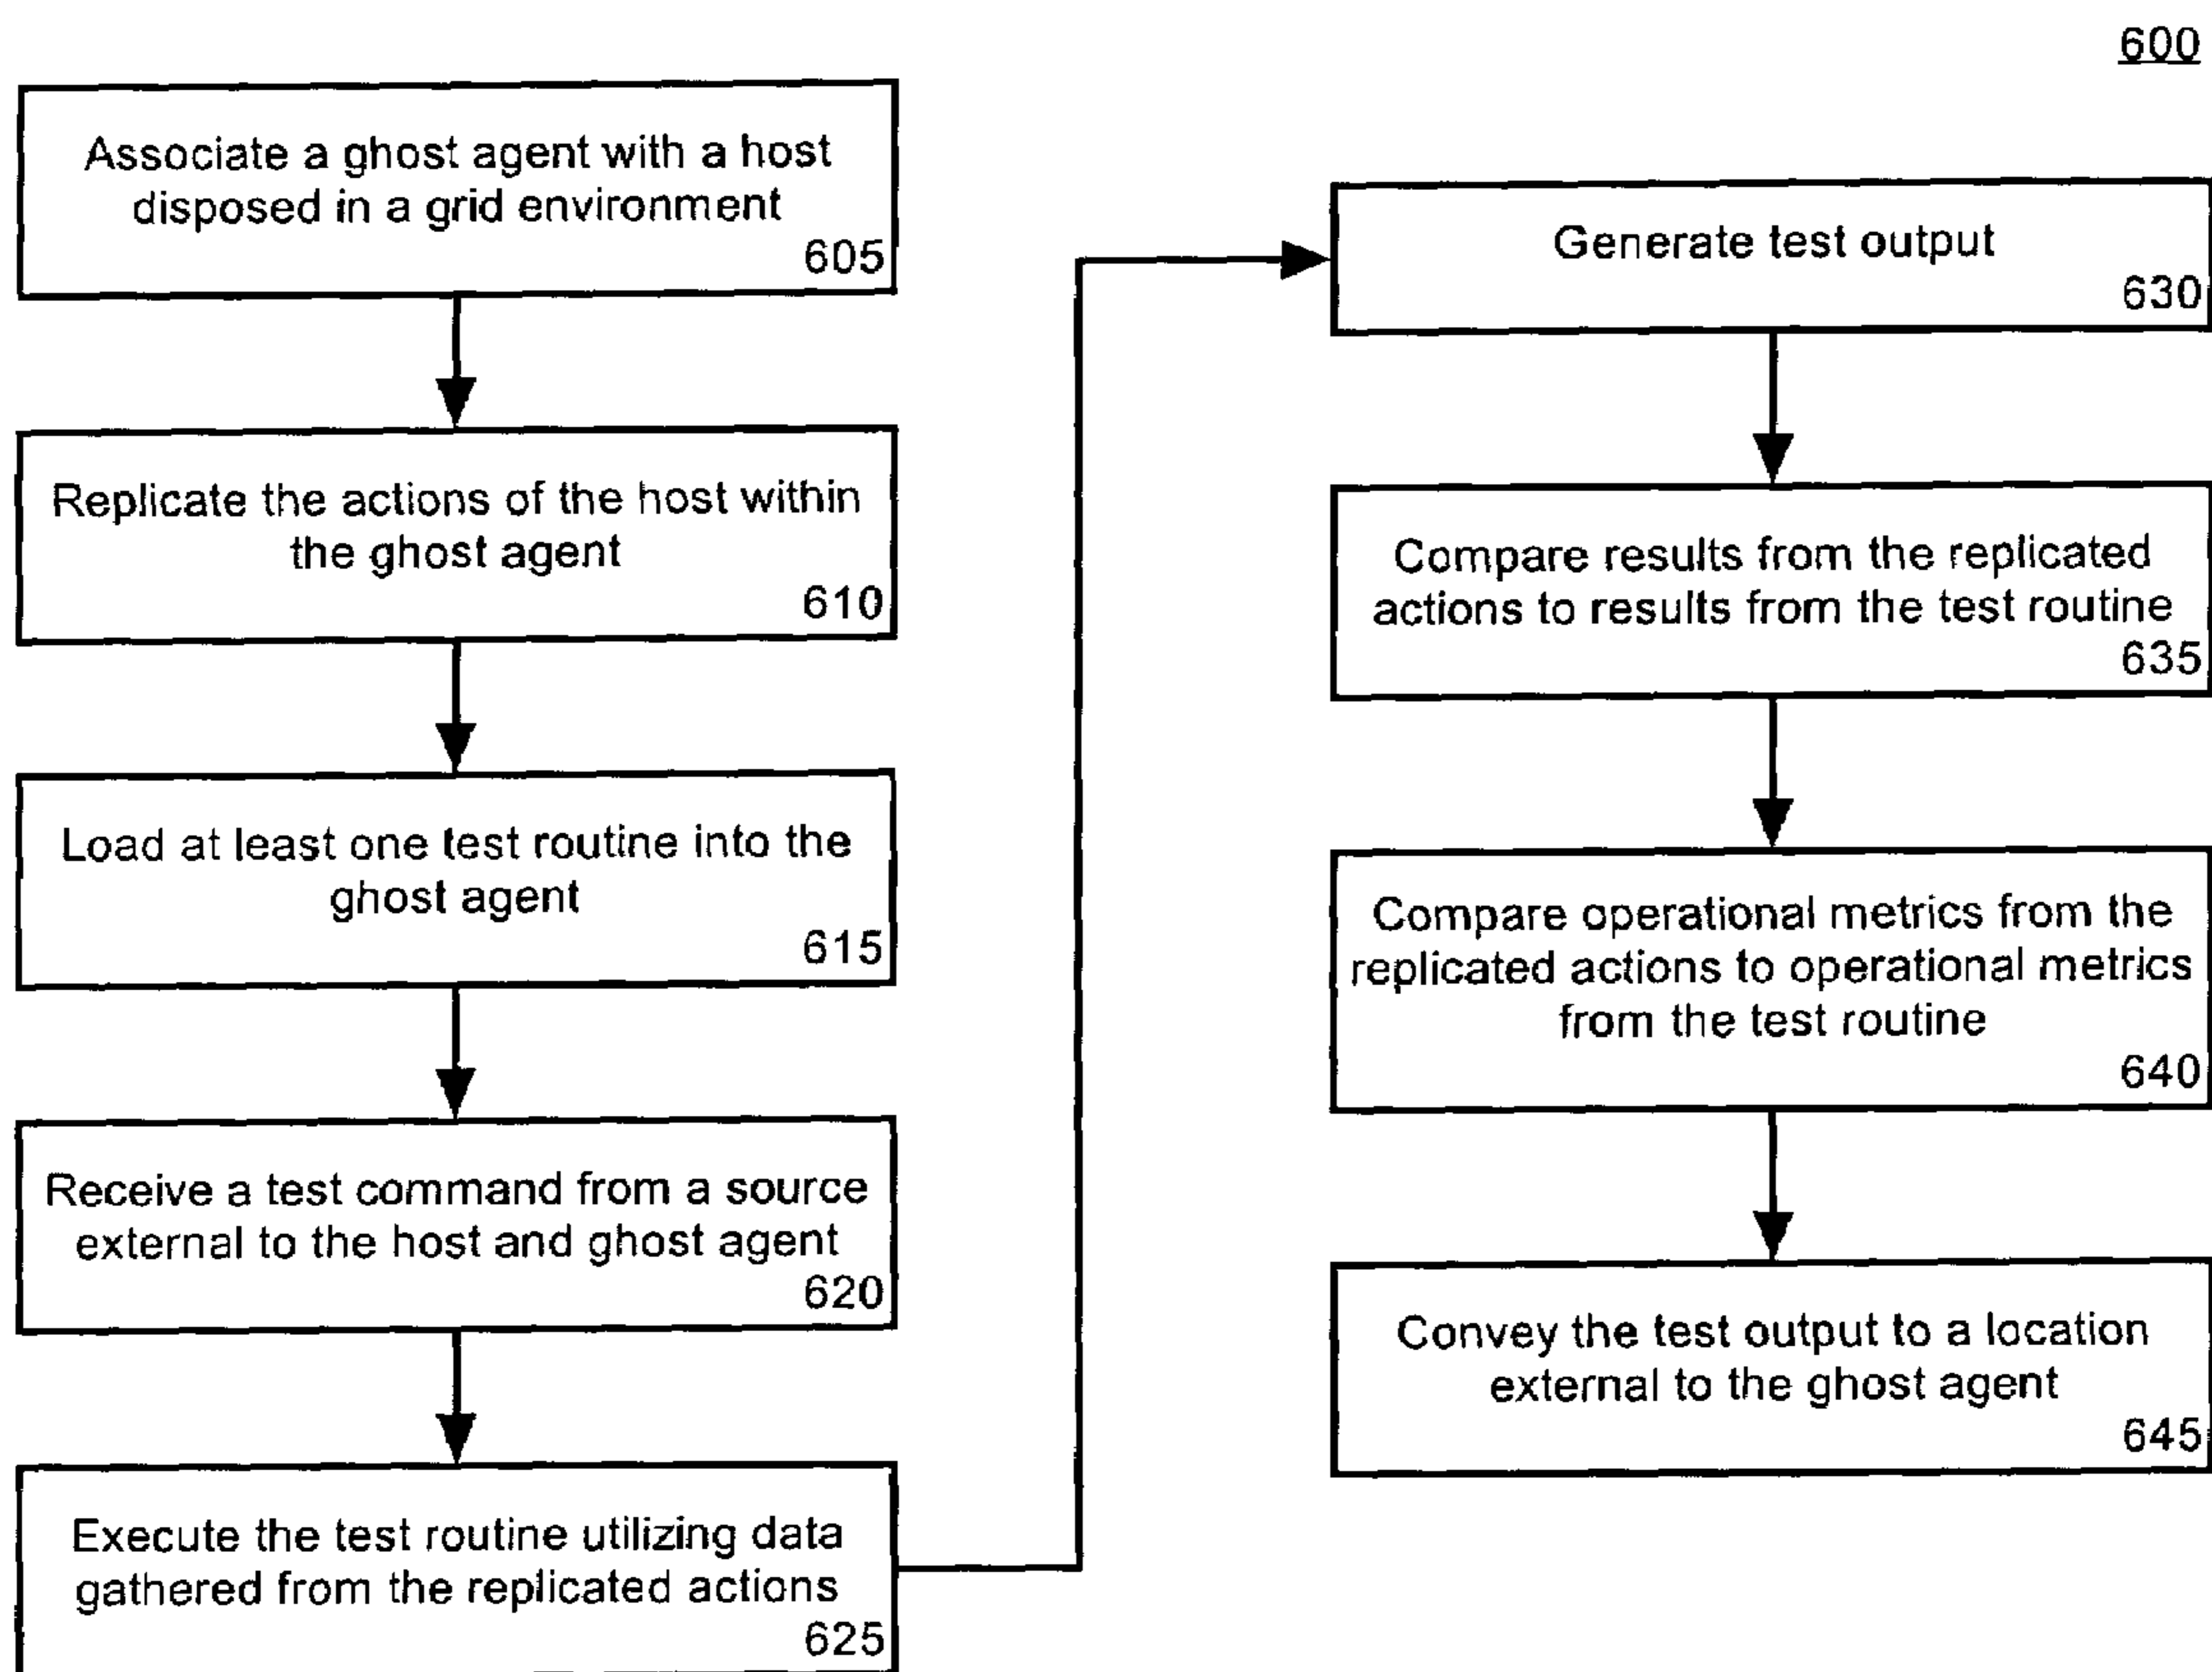 600
Associate a ghost agent with a host
disposed in a grid environment
605
Replicate the actions of the host within
the ghost agent
610
Load at least one test routine into the
ghost agent
615
Receive a test command from a source
external to the host and ghost agent
620
Execute the test routine utilizing data
gathered from the replicated actions
625
Generate test output
630
Compare results from the replicated
actions to results from the test routine
635
Compare operational metrics from the
replicated actions to operational metrics
from the test routine
640
Convey the test output to a location
external to the ghost agent
645